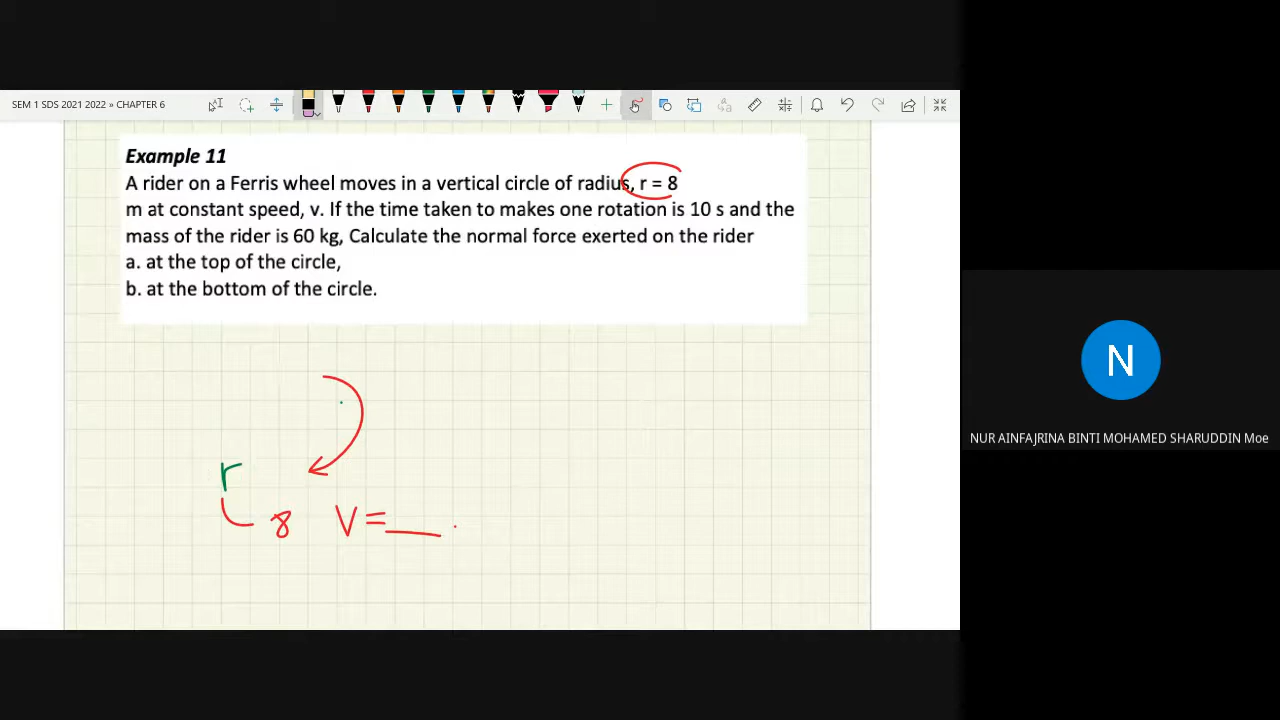 SEM 1 SDS 2021 2022 » CHAPTER 6
Example 11
A rider on a Ferris wheel moves in a vertical circle of radius, r = 8
m at constant speed, v. If the time taken to makes one rotation is 10 s and the
mass of the rider is 60 kg, Calculate the normal force exerted on the rider
a. at the top of the circle,
b. at the bottom of the circle.
r
8 V=
N
NUR AINFAJRINA BINTI MOHAMED SHARUDDIN Moe